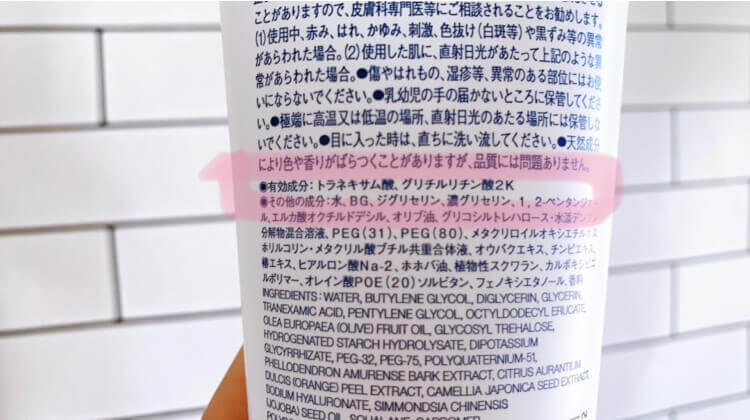 ことがありますので、皮膚科専門医等にご相談されることをお勧めします。
(1)使用中、赤み、はれ、かゆみ、刺激、色抜け(白斑等)や黒ずみ等の異常
があらわれた場合。(2)使用した肌に、直射日光があたって上記のような異
常があらわれた場合。●傷やはれもの、湿疹等、異常のある部位にはお使
いにならないでください。●乳幼児の手の届かないところに保管してくださ
●極端に高温又は低温の場所、直射日光のあたる場所には保管しな
いでください。●目に入った時は、直ちに洗い流してください。●天然成分
により色や香りがばらつくことがありますが、品質には問題ありません。
●有効成分：トラネキサム酸、グリチルリチン酸2K
●その他の成分：水、BG、ジグリセリン、濃グリセリン、1，2-ペンタンジオー
ル、エルカ酸オクチルドデシル、オリブ油、グリコシルトレハロース・水添デンプン
分解物混合溶液、PEG(31)、PEG(80)、メタクリロイルオキシエチルホス
ホリルコリン・メタクリル酸ブチル共重合体液、オウバクエキス、チンピエキス、
椿エキス、ヒアルロン酸Na-2、ホホバ油、植物性スクワラン、カルボキシビニ
ルポリマー、オレイン酸POE(20)ソルビタン、フェノキシエタノール、香料
INGREDIENTS: WATER, BUTYLENE GLYCOL, DIGLYCERIN, GLYCERIN,
TRANEXAMIC ACID, PENTYLENE GLYCOL, OCTYLDODECYL ERUCATE,
OLEA EUROPAEA (OLIVE) FRUIT OIL, GLYCOSYL TREHALOSE,
HYDROGENATED STARCH HYDROLYSATE, DIPOTASSIUM
GLYCYRRHIZATE, PEG-32, PEG-75, POLYQUATERNIUM-51,
PHELLODENDRON AMURENSE BARK EXTRACT, CITRUS AURANTIUM
DULCIS (ORANGE) PEEL EXTRACT, CAMELLIA JAPONICA SEED EXTRACT,
SODIUM HYALURONATE, SIMMONDSIA CHINENSIS
(JOJOBA) SEED OIL, SQUALANE, CARBOMER,